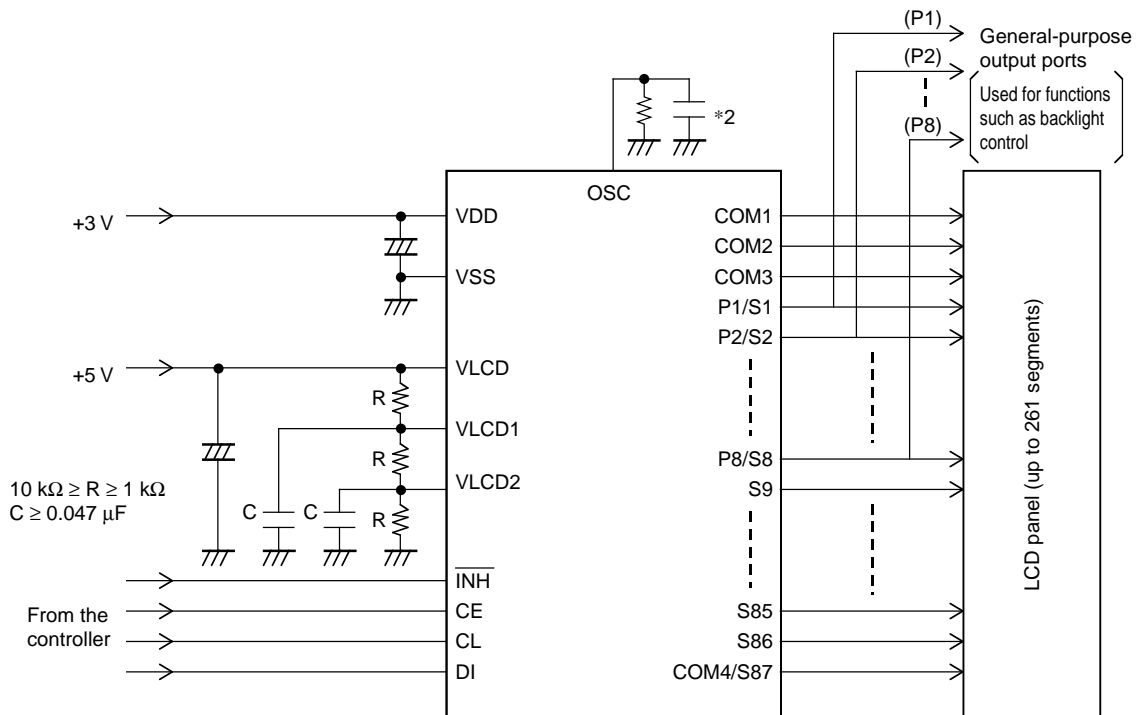 (P1)
General-purpose
output ports
(P2)
Used for functions
such as backlight
control
(P8)
*2
OSC
+3 V
VDD
VSS
+5 V
VLCD
R
VLCD1
R
VLCD2
R
C
C
10 kΩ ≥ R ≥ 1 kΩ
C ≥ 0.047 μF
INH
From the
controller
CE
CL
DI
COM1
COM2
COM3
P1/S1
P2/S2
P8/S8
S9
S85
S86
COM4/S87
LCD panel (up to 261 segments)